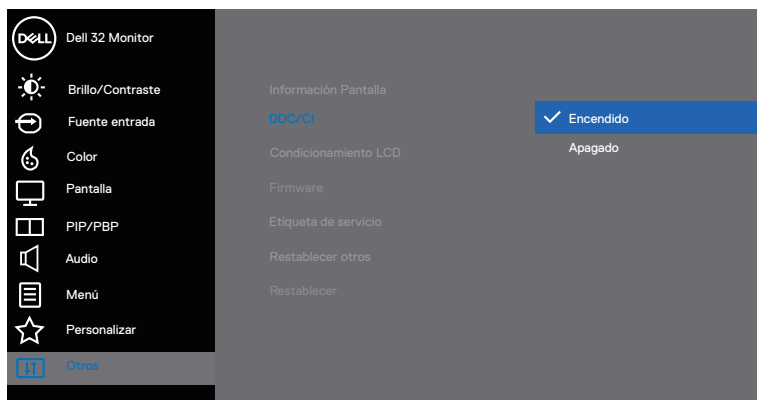 DELL
Dell 32 Monitor
Brillo/Contraste
Fuente entrada
Color
Pantalla
PIP/PBP
Audio
Menú
Personalizar
Otros
Información Pantalla
DDC/CI
Condicionamiento LCD
Firmware
Etiqueta de servicio
Restablecer otros
Restablecer
Encendido
Apagado